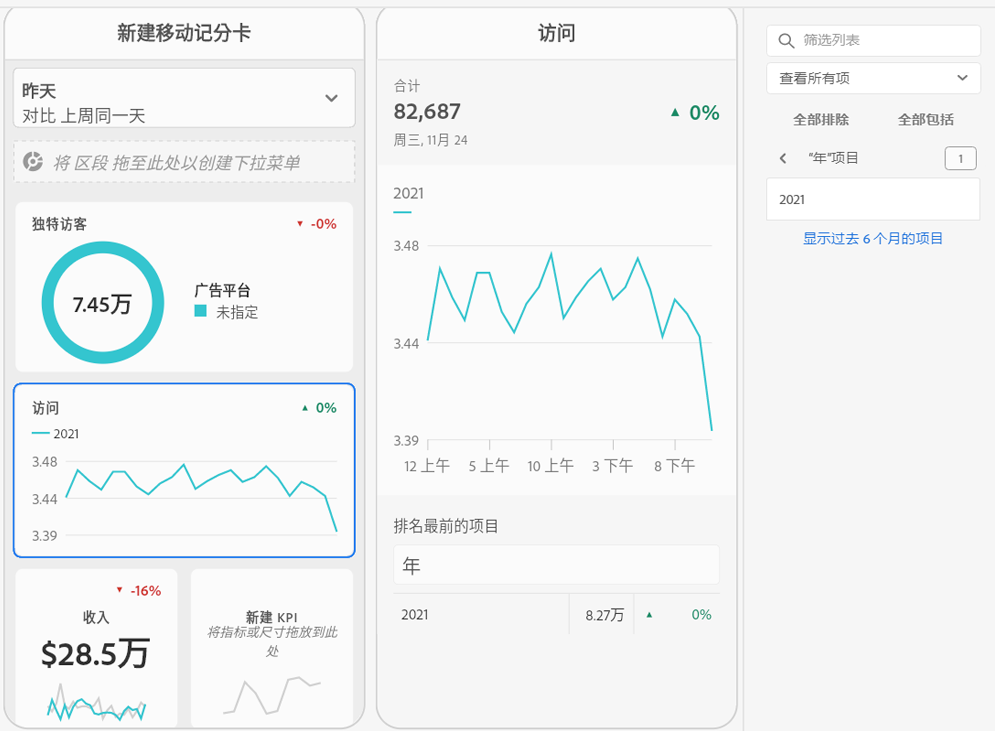 新建移动记分卡
昨天
对比 上周同一天
将 区段 拖至此处以创建下拉菜单
独特访客
▼ -0%
7.45万
广告平台
未指定
访问
▲ 0%
2021
3.48
3.44
3.39
▼ -16%
收入
$28.5万
新建 KPI
将指标或尺寸拖放到此
处
访问
合计
82,687
▲ 0%
周三, 11月 24
2021
3.48
3.44
3.39
12 上午 5 上午 10 上午 3 下午 8 下午
排名最前的项目
年
2021 8.27万 ▲ 0%
筛选列表
查看所有项
全部排除 全部包括
“年”项目 1
2021
显示过去 6 个月的项目